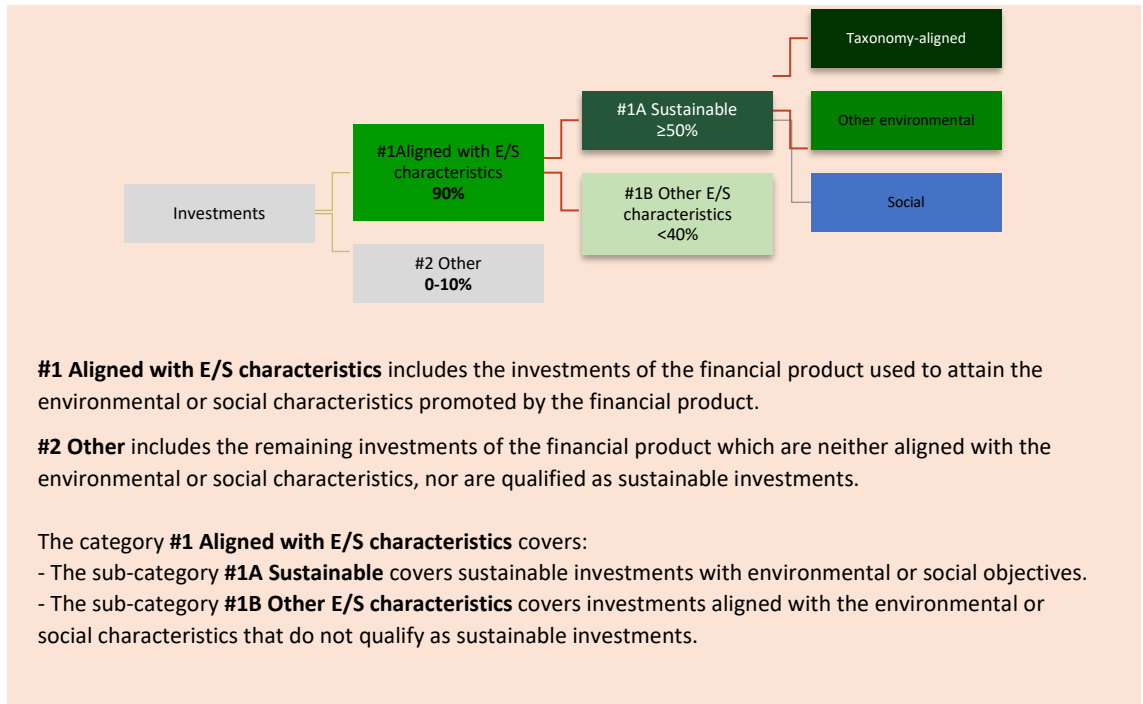 Taxonomy-aligned
#1A Sustainable
≥50%
Other environmental
#1Aligned with E/S
characteristics
90%
#1B Other E/S
characteristics
<40%
Investments
Social
#2 Other
0-10%
#1 Aligned with E/S characteristics includes the investments of the financial product used to attain the
environmental or social characteristics promoted by the financial product.
#2 Other includes the remaining investments of the financial product which are neither aligned with the
environmental or social characteristics, nor are qualified as sustainable investments.
The category #1 Aligned with E/S characteristics covers:
- The sub-category #1A Sustainable covers sustainable investments with environmental or social objectives.
- The sub-category #1B Other E/S characteristics covers investments aligned with the environmental or
social characteristics that do not qualify as sustainable investments.